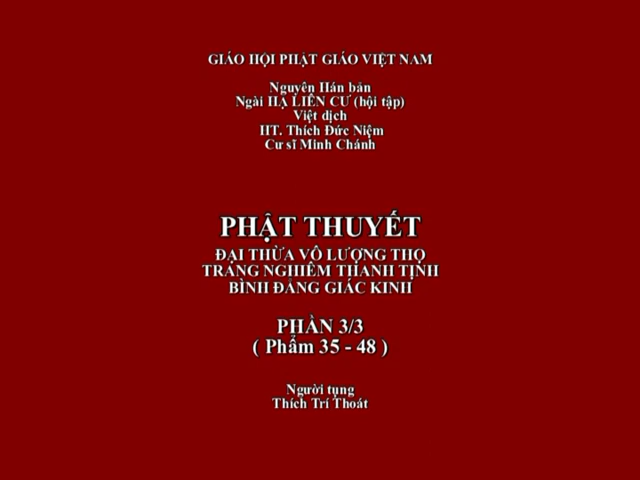 GIÁO HỘI PHẬT GIÁO VIỆT NAM
Nguyên Hán bản
Ngài HẠ LIÊN CƯ (hội tập)
Việt dịch
HT. Thích Đức Niệm
Cư sĩ Minh Chánh
PHẬT THUYẾT
ĐẠI THỪA VÔ LƯỢNG THỌ
TRANG NGHIÊM THANH TỊNH
BÌNH ĐẲNG GIÁC KINH
PHẦN 3/3
( Phẩm 35 - 48 )
Người tụng
Thích Trí Thoát